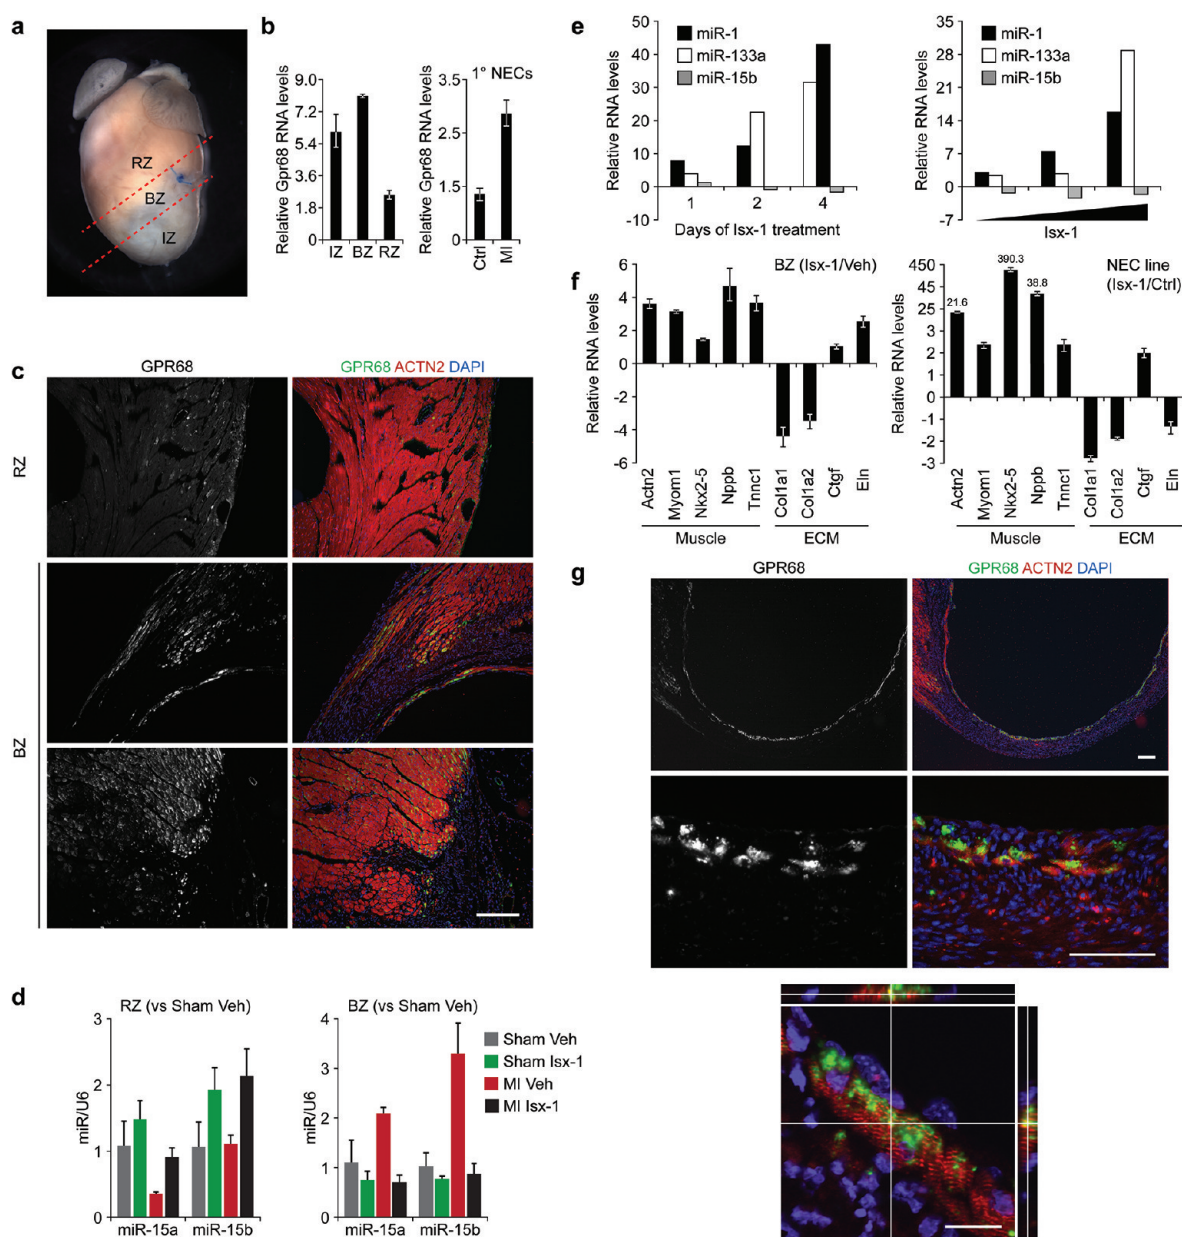 a
RZ
BZ
IZ
b
Relative Gpr68 RNA levels
9.0
7.2
5.4
3.6
1.8
0
IZ BZ RZ
1° NECs
Relative Gpr68 RNA levels
3.5
3.0
1.5
0
Ctrl
MI
c
GPR68
GPR68 ACTN2 DAPI
RZ
BZ
d
RZ (vs Sham Veh)
miR/U6
3
2
1
0
miR-15a miR-15b
BZ (vs Sham Veh)
4
3
2
1
0
miR-15a miR-15b
Sham Veh
Sham Isx-1
MI Veh
MI Isx-1
e
Relative RNA levels
50
40
30
20
10
0
-10
miR-1
miR-133a
miR-15b
1 2 4
Days of Isx-1 treatment
Relative RNA levels
35
28
21
14
7
0
-7
miR-1
miR-133a
miR-15b
Isx-1
f
BZ (Isx-1/Veh)
Relative RNA levels
6
4
2
0
-2
-4
-6
Actn2
Myom1
Nkx2-5
Nppb
Tnnc1
Col1a1
Col1a2
Ctgf
Eln
Muscle ECM
NEC line
(Isx-1/Ctrl)
Relative RNA levels
450
25
3
2
1
0
-1
-2
-3
21.6
390.3
38.8
Actn2
Myom1
Nkx2-5
Nppb
Tnnc1
Col1a1
Col1a2
Ctgf
Eln
Muscle ECM
g
GPR68
GPR68 ACTN2 DAPI